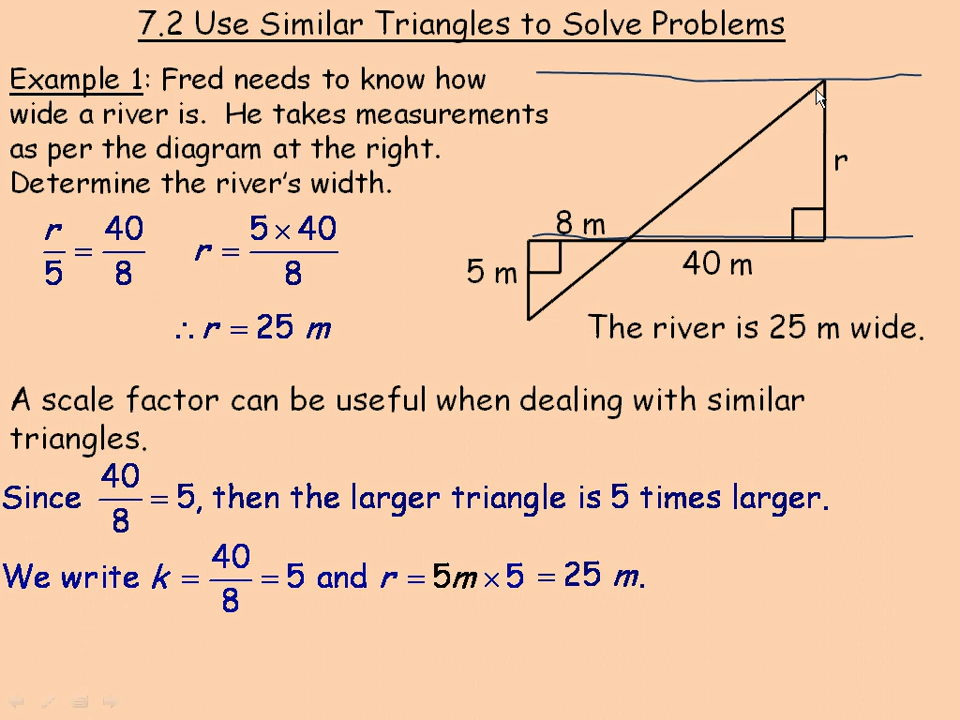 7.2 Use Similar Triangles to Solve Problems
Example 1: Fred needs to know how
wide a river is. He takes measurements
as per the diagram at the right.
Determine the river's width.
r/5 = 40/8    r = (5 × 40)/8
∴ r = 25 m
r
8 m
5 m
40 m
The river is 25 m wide.
A scale factor can be useful when dealing with similar
triangles.
Since 40/8 = 5, then the larger triangle is 5 times larger.
We write k = 40/8 = 5 and r = 5m × 5 = 25 m.